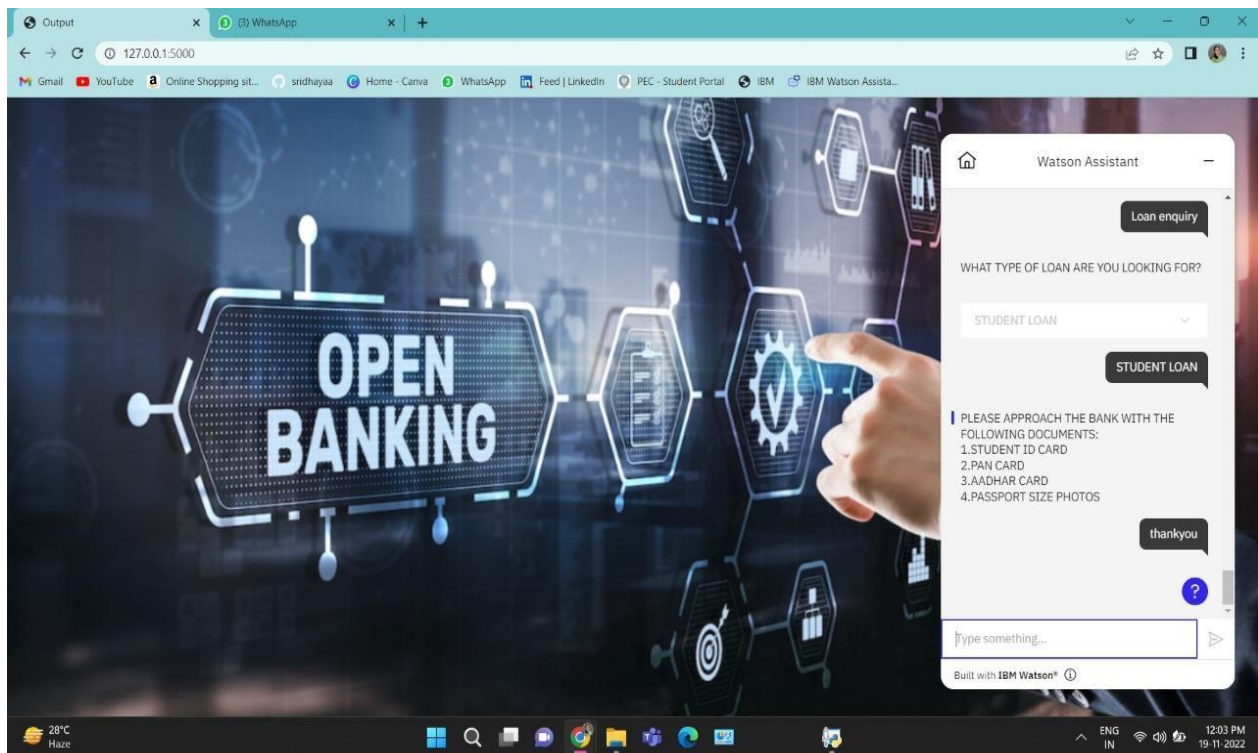 Output
(3) WhatsApp
127.0.0.1:5000
Gmail
YouTube
Online Shopping sit...
sridhayaa
Home - Canva
WhatsApp
Feed | LinkedIn
PEC - Student Portal
IBM
IBM Watson Assista...
OPEN
BANKING
Watson Assistant
Loan enquiry
WHAT TYPE OF LOAN ARE YOU LOOKING FOR?
STUDENT LOAN
STUDENT LOAN
PLEASE APPROACH THE BANK WITH THE
FOLLOWING DOCUMENTS:
1.STUDENT ID CARD
2.PAN CARD
3.AADHAR CARD
4.PASSPORT SIZE PHOTOS
thankyou
?
Type something...
Built with IBM Watson®
28°C
Haze
ENG
IN
12:03 PM
19-11-2022